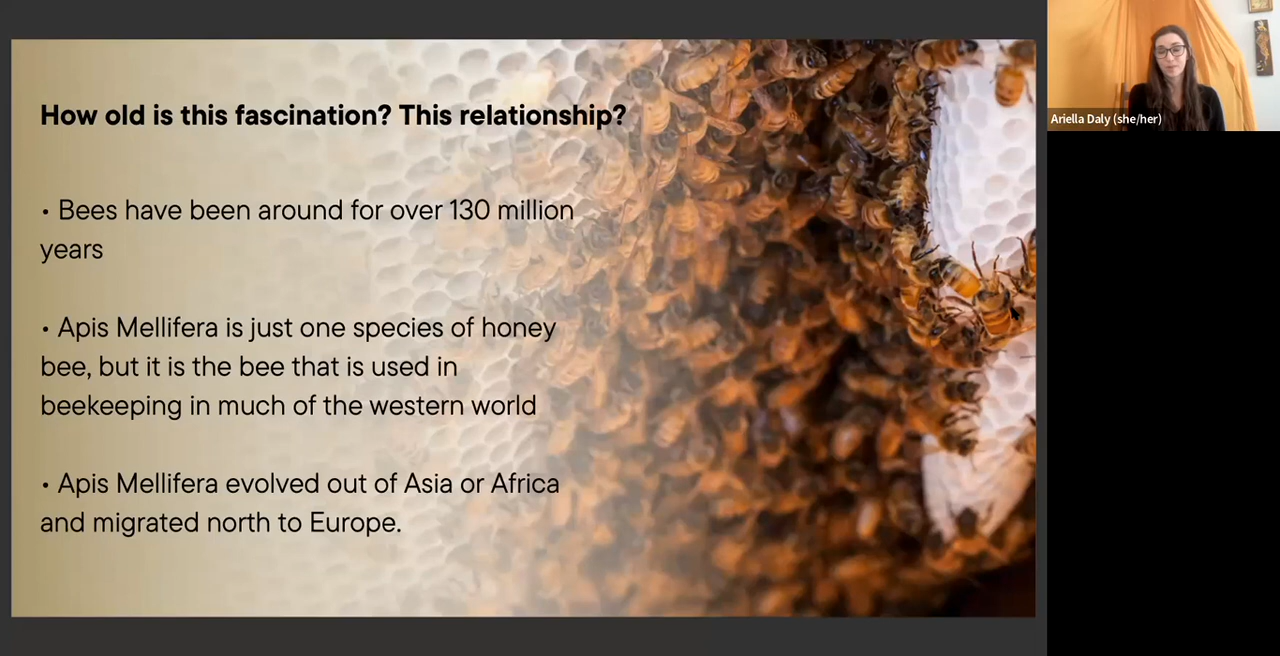 How old is this fascination? This relationship?
• Bees have been around for over 130 million
years
• Apis Mellifera is just one species of honey
bee, but it is the bee that is used in
beekeeping in much of the western world
• Apis Mellifera evolved out of Asia or Africa
and migrated north to Europe.
Ariella Daly (she/her)